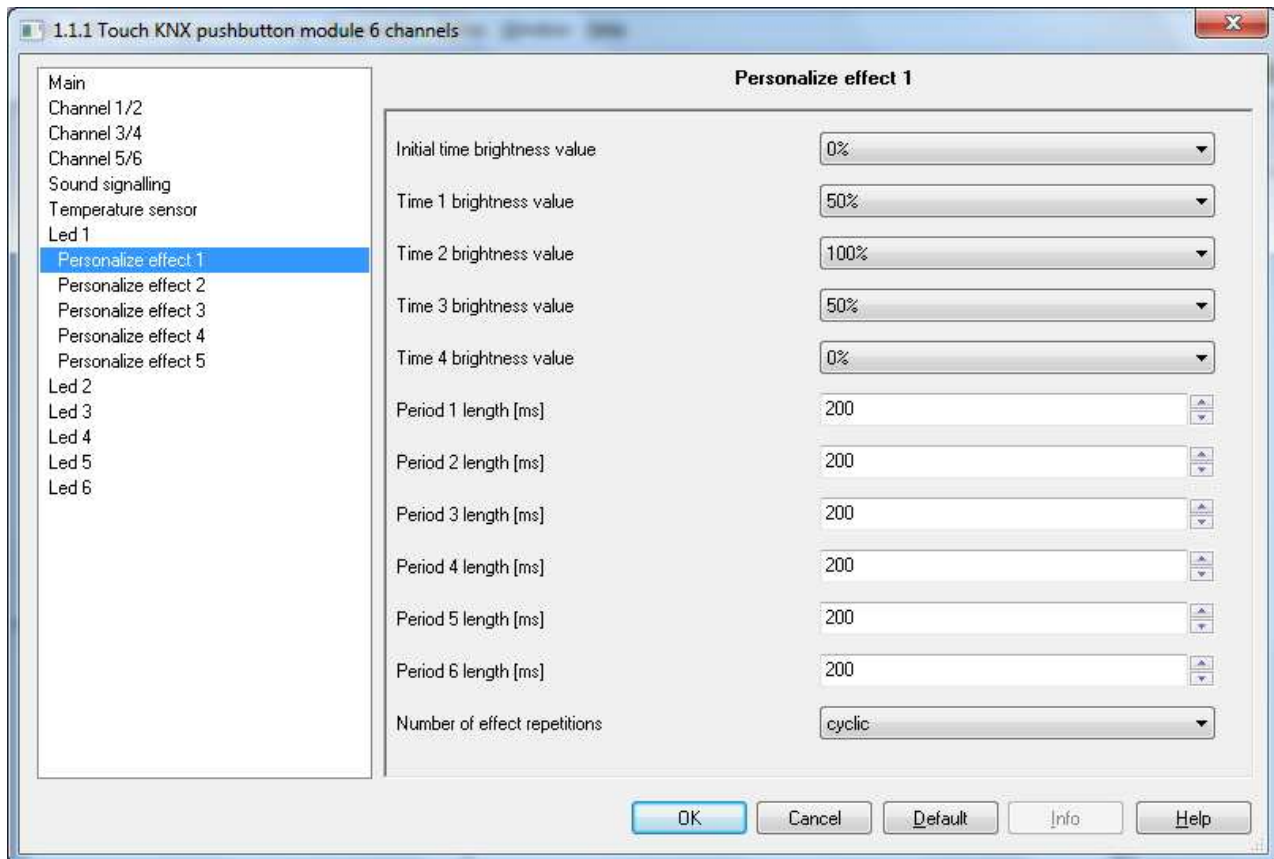 1.1.1 Touch KNX pushbutton module 6 channels
Main
Channel 1/2
Channel 3/4
Channel 5/6
Sound signalling
Temperature sensor
Led 1
Personalize effect 1
Personalize effect 2
Personalize effect 3
Personalize effect 4
Personalize effect 5
Led 2
Led 3
Led 4
Led 5
Led 6
Personalize effect 1
Initial time brightness value 0%
Time 1 brightness value 50%
Time 2 brightness value 100%
Time 3 brightness value 50%
Time 4 brightness value 0%
Period 1 length [ms] 200
Period 2 length [ms] 200
Period 3 length [ms] 200
Period 4 length [ms] 200
Period 5 length [ms] 200
Period 6 length [ms] 200
Number of effect repetitions cyclic
OK Cancel Default Info Help